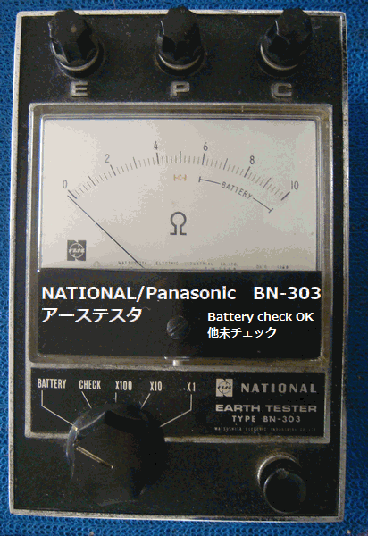 E P C
0 2 4 6 8 10
BATTERY
Ω
NATIONAL/Panasonic BN-303
アーステスタ
Battery check OK
他未チェック
BATTERY CHECK X100 X10 X1
NATIONAL
EARTH TESTER
TYPE BN-303